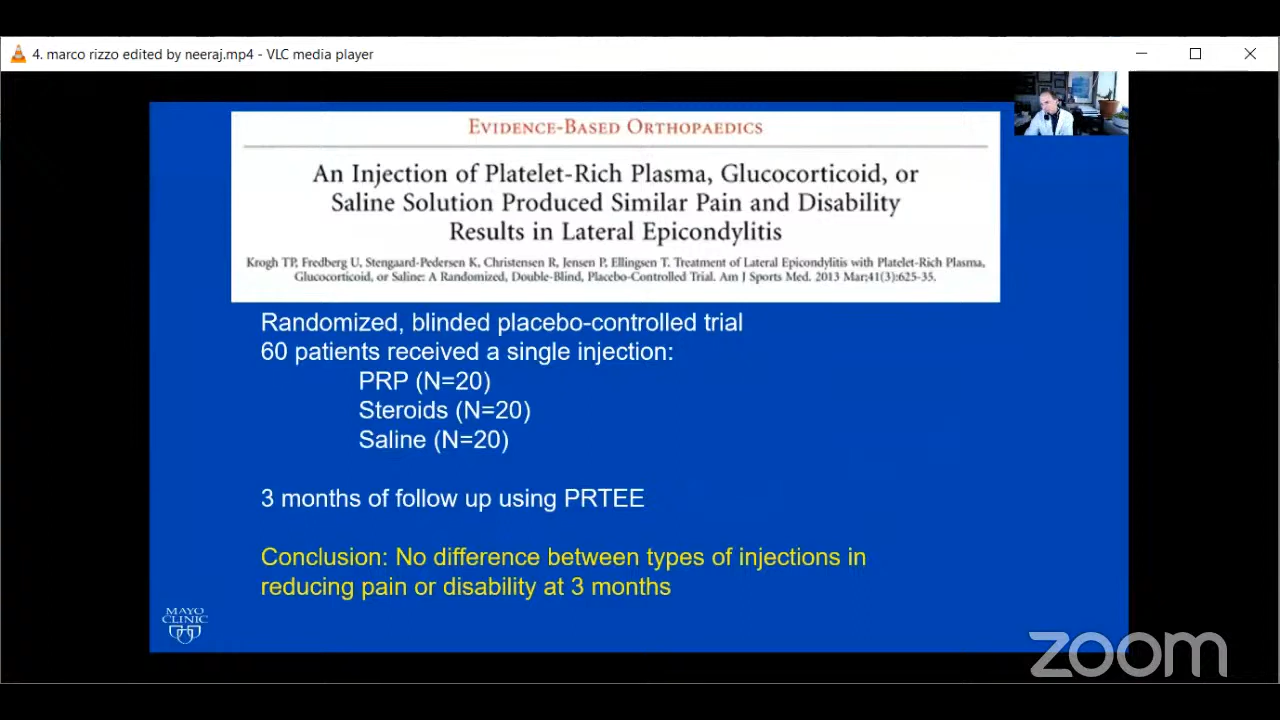 4. marco rizzo edited by neeraj.mp4 - VLC media player
EVIDENCE-BASED ORTHOPAEDICS
An Injection of Platelet-Rich Plasma, Glucocorticoid, or
Saline Solution Produced Similar Pain and Disability
Results in Lateral Epicondylitis
Krogh TP, Fredberg U, Stengaard-Pedersen K, Christensen R, Jensen P, Ellingsen T. Treatment of Lateral Epicondylitis with Platelet-Rich Plasma,
Glucocorticoid, or Saline: A Randomized, Double-Blind, Placebo-Controlled Trial. Am J Sports Med. 2013 Mar;41(3):625-35.
Randomized, blinded placebo-controlled trial
60 patients received a single injection:
PRP (N=20)
Steroids (N=20)
Saline (N=20)
3 months of follow up using PRTEE
Conclusion: No difference between types of injections in
reducing pain or disability at 3 months
MAYO
CLINIC
zoom